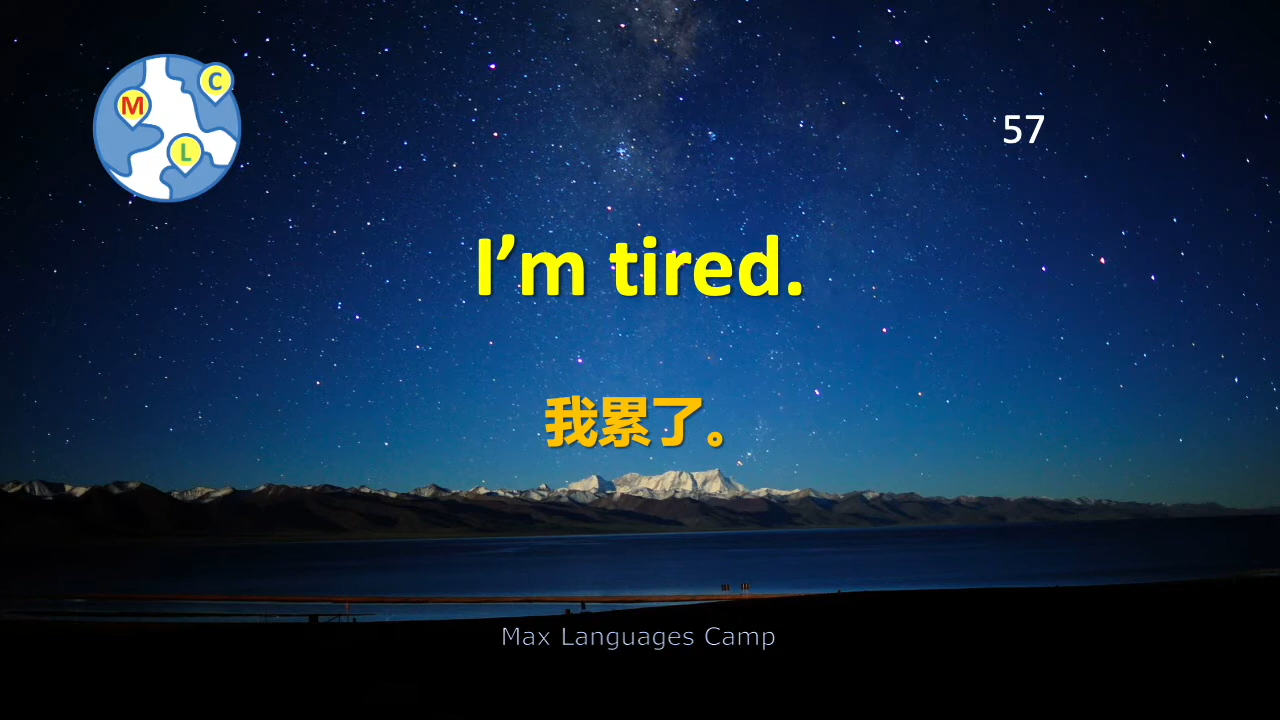 M
C
L
57
I’m tired.
我累了。
Max Languages Camp